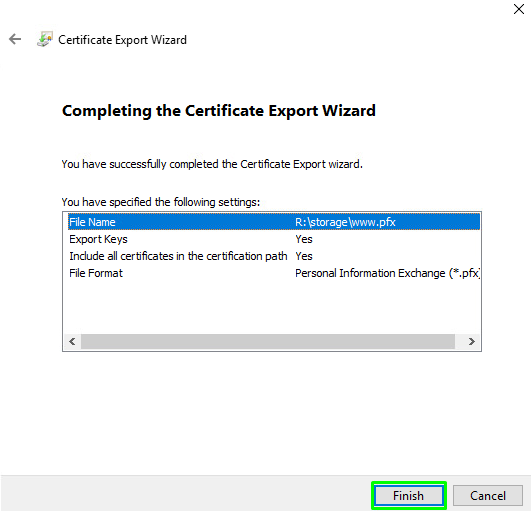 Certificate Export Wizard
Completing the Certificate Export Wizard
You have successfully completed the Certificate Export wizard.
You have specified the following settings:
File Name R:\storage\www.pfx
Export Keys Yes
Include all certificates in the certification path Yes
File Format Personal Information Exchange (*.pfx)
Finish Cancel